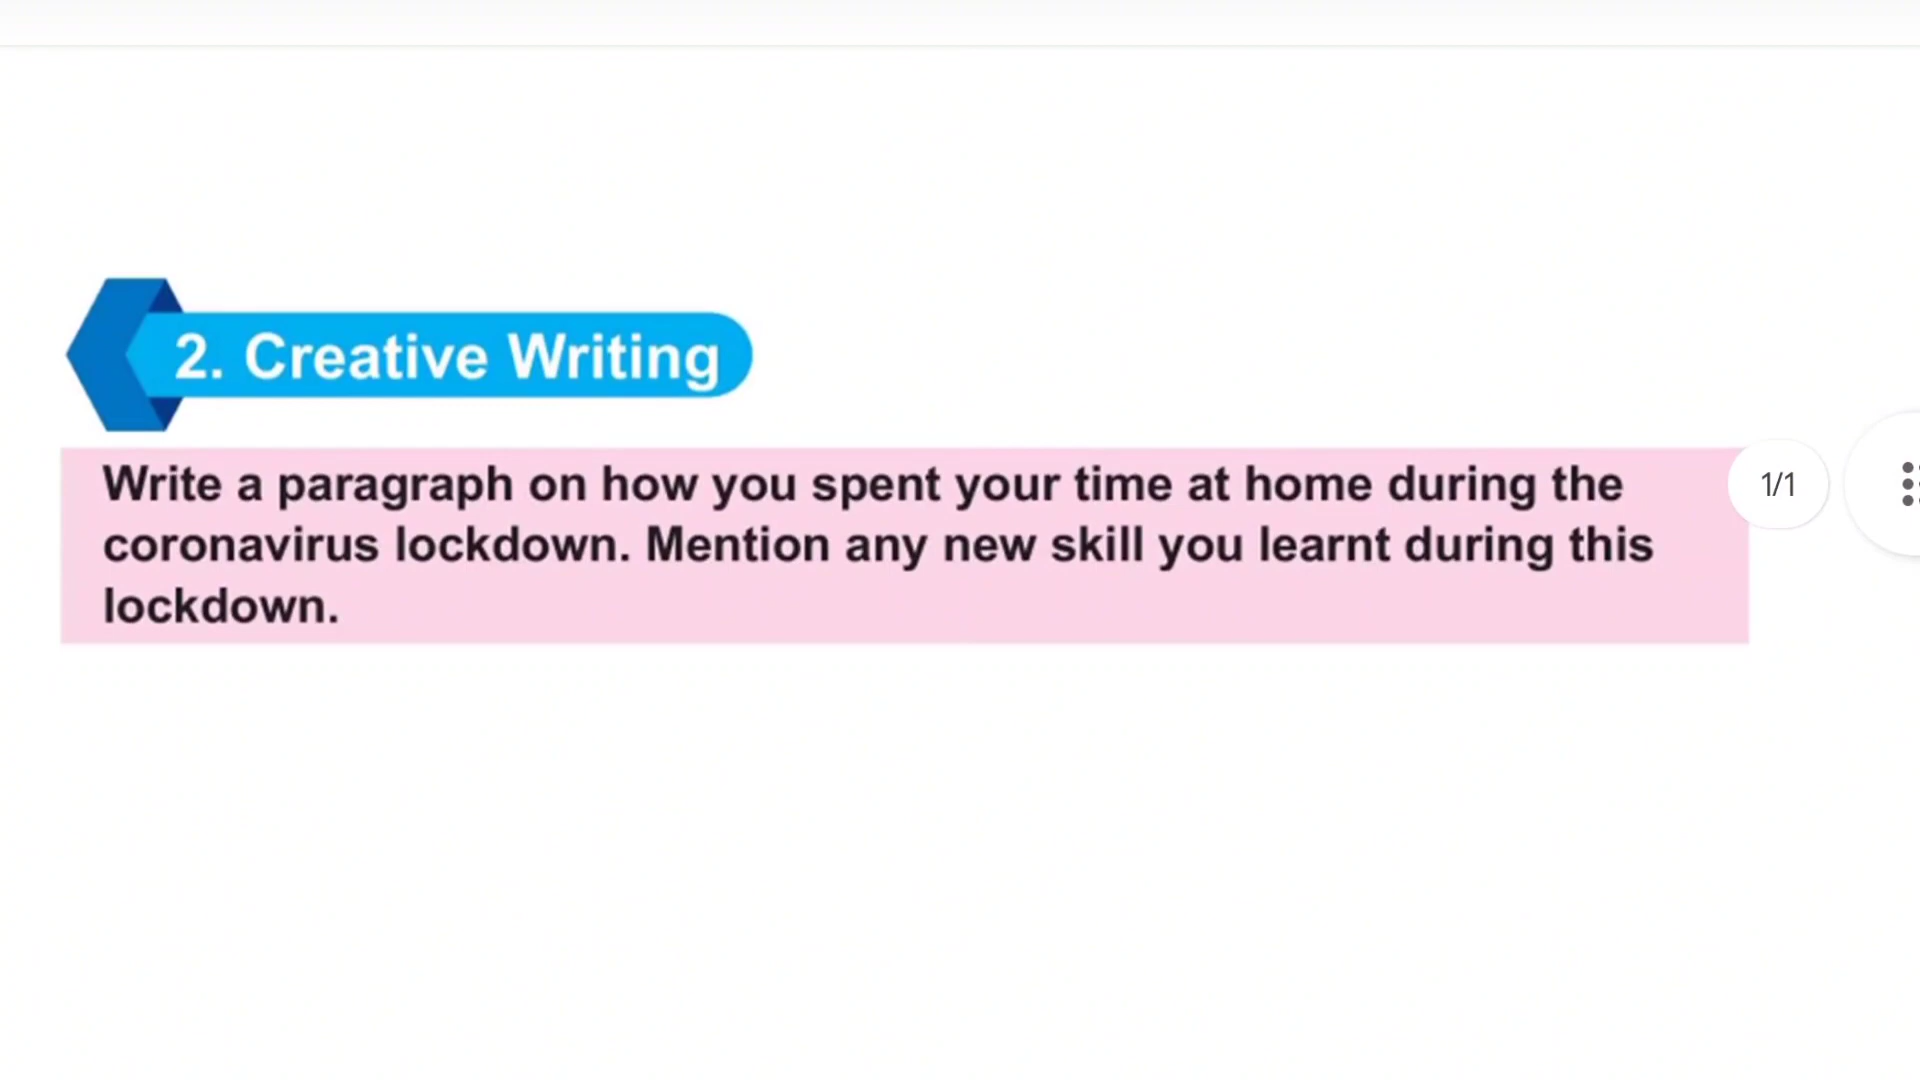 2. Creative Writing
Write a paragraph on how you spent your time at home during the
coronavirus lockdown. Mention any new skill you learnt during this
lockdown.
1/1